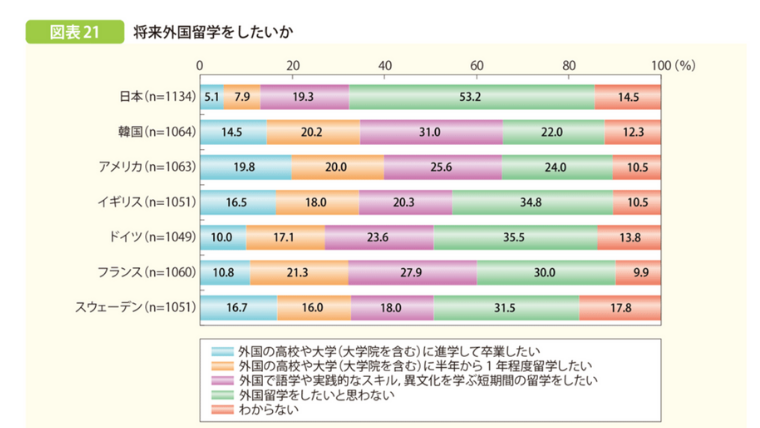 図表21 将来外国留学をしたいか
0 20 40 60 80 100 (%)
日本(n=1134) 5.1 7.9 19.3 53.2 14.5
韓国(n=1064) 14.5 20.2 31.0 22.0 12.3
アメリカ(n=1063) 19.8 20.0 25.6 24.0 10.5
イギリス(n=1051) 16.5 18.0 20.3 34.8 10.5
ドイツ(n=1049) 10.0 17.1 23.6 35.5 13.8
フランス(n=1060) 10.8 21.3 27.9 30.0 9.9
スウェーデン(n=1051) 16.7 16.0 18.0 31.5 17.8
外国の高校や大学(大学院を含む)に進学して卒業したい
外国の高校や大学(大学院を含む)に半年から1年程度留学したい
外国で語学や実践的なスキル,異文化を学ぶ短期間の留学をしたい
外国留学をしたいと思わない
わからない